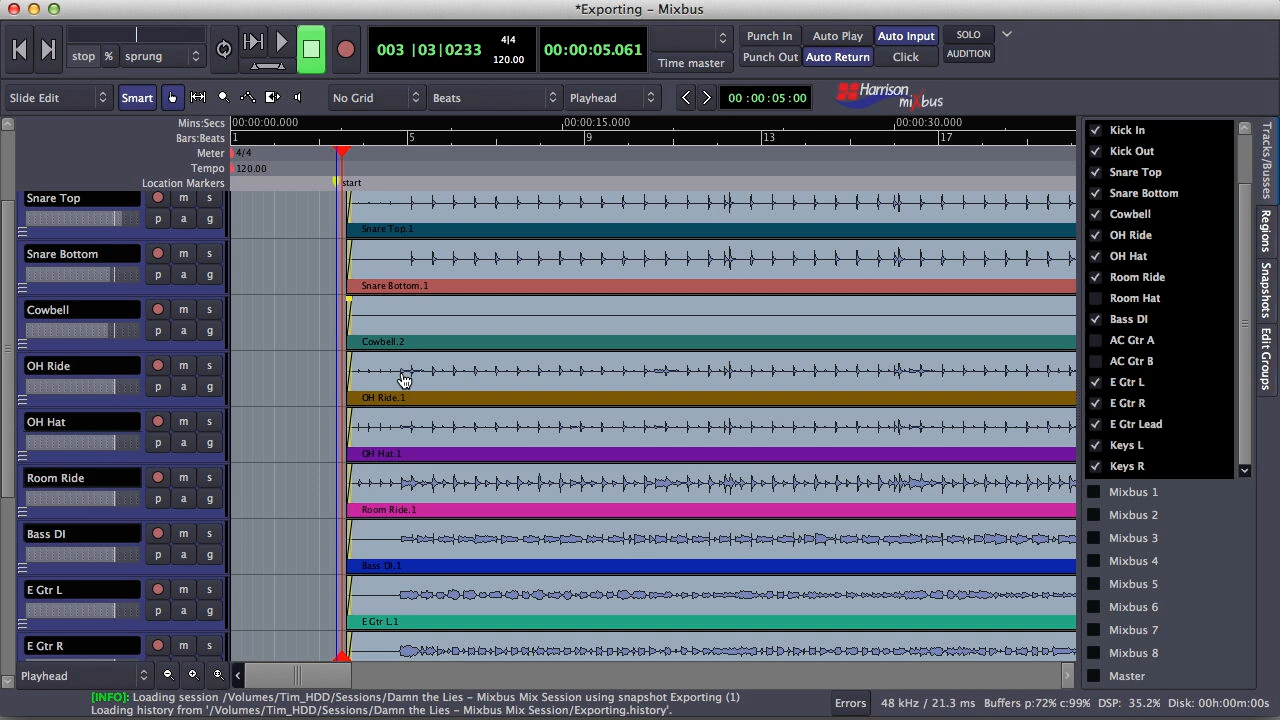 *Exporting - Mixbus
stop % sprung
003 |03|0233 4|4 120.00
00:00:05.061
Time master
Punch In Auto Play Auto Input
Punch Out Auto Return Click
SOLO
AUDITION
Slide Edit Smart No Grid Beats Playhead 00 :00 :05:00 Harrison mixbus
Mins:Secs 00:00:00.000 00:00:15.000 00:00:30.000
Bars:Beats 1 5 9 13 17
Meter 4/4
Tempo 120.00
Location Markers start
Snare Top m s
p a g
Snare Top.1
Snare Bottom m s
p a g
Snare Bottom.1
Cowbell m s
p a g
Cowbell.2
OH Ride m s
p a g
OH Ride.1
OH Hat m s
p a g
OH Hat.1
Room Ride m s
p a g
Room Ride.1
Bass DI m s
p a g
Bass DI.1
E Gtr L m s
p a g
E Gtr L.1
E Gtr R m s
Playhead
Kick In
Kick Out
Snare Top
Snare Bottom
Cowbell
OH Ride
OH Hat
Room Ride
Room Hat
Bass DI
AC Gtr A
AC Gtr B
E Gtr L
E Gtr R
E Gtr Lead
Keys L
Keys R
Mixbus 1
Mixbus 2
Mixbus 3
Mixbus 4
Mixbus 5
Mixbus 6
Mixbus 7
Mixbus 8
Master
Tracks/Busses
Regions
Snapshots
Edit Groups
[INFO]: Loading session /Volumes/Tim_HDD/Sessions/Damn the Lies - Mixbus Mix Session using snapshot Exporting (1)
Loading history from '/Volumes/Tim_HDD/Sessions/Damn the Lies - Mixbus Mix Session/Exporting.history'.
Errors 48 kHz / 21.3 ms Buffers p:72% c:99% DSP: 35.2% Disk: 00h:00m:00s